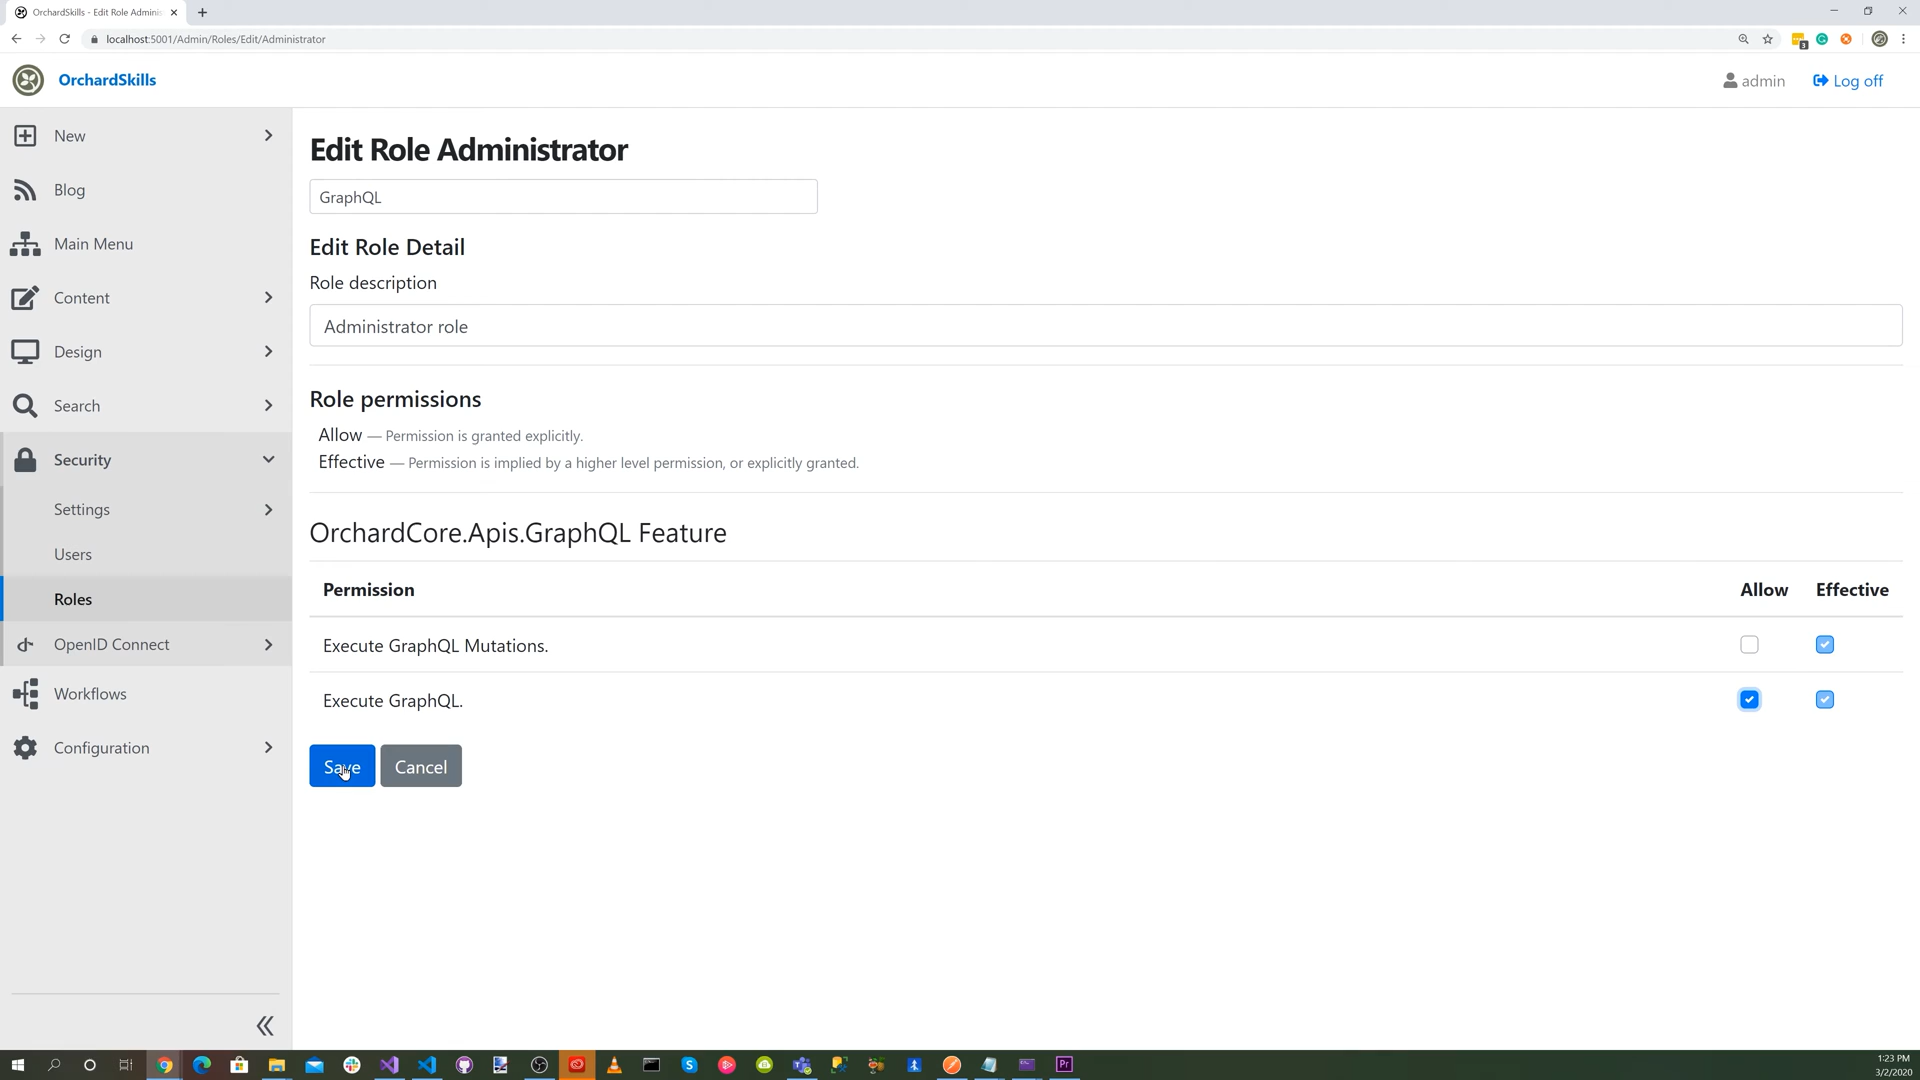 OrchardSkills - Edit Role Adminis
localhost:5001/Admin/Roles/Edit/Administrator
3
OrchardSkills
admin
Log off
New
Blog
Main Menu
Content
Design
Search
Security
Settings
Users
Roles
OpenID Connect
Workflows
Configuration
Edit Role Administrator
GraphQL
Edit Role Detail
Role description
Administrator role
Role permissions
Allow — Permission is granted explicitly.
Effective — Permission is implied by a higher level permission, or explicitly granted.
OrchardCore.Apis.GraphQL Feature
Permission Allow Effective
Execute GraphQL Mutations.
Execute GraphQL.
Save Cancel
Pr
1:23 PM
3/2/2020